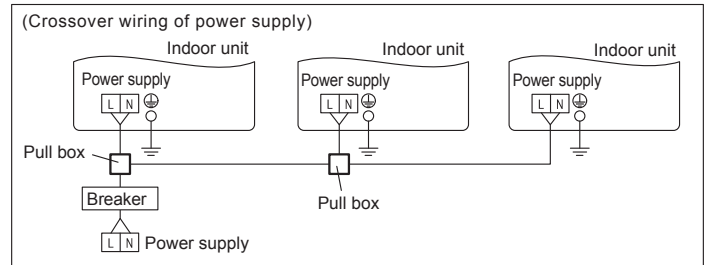 (Crossover wiring of power supply)
Indoor unit
Indoor unit
Indoor unit
Power supply
Power supply
Power supply
L N
L N
L N
Pull box
Pull box
Breaker
L N Power supply